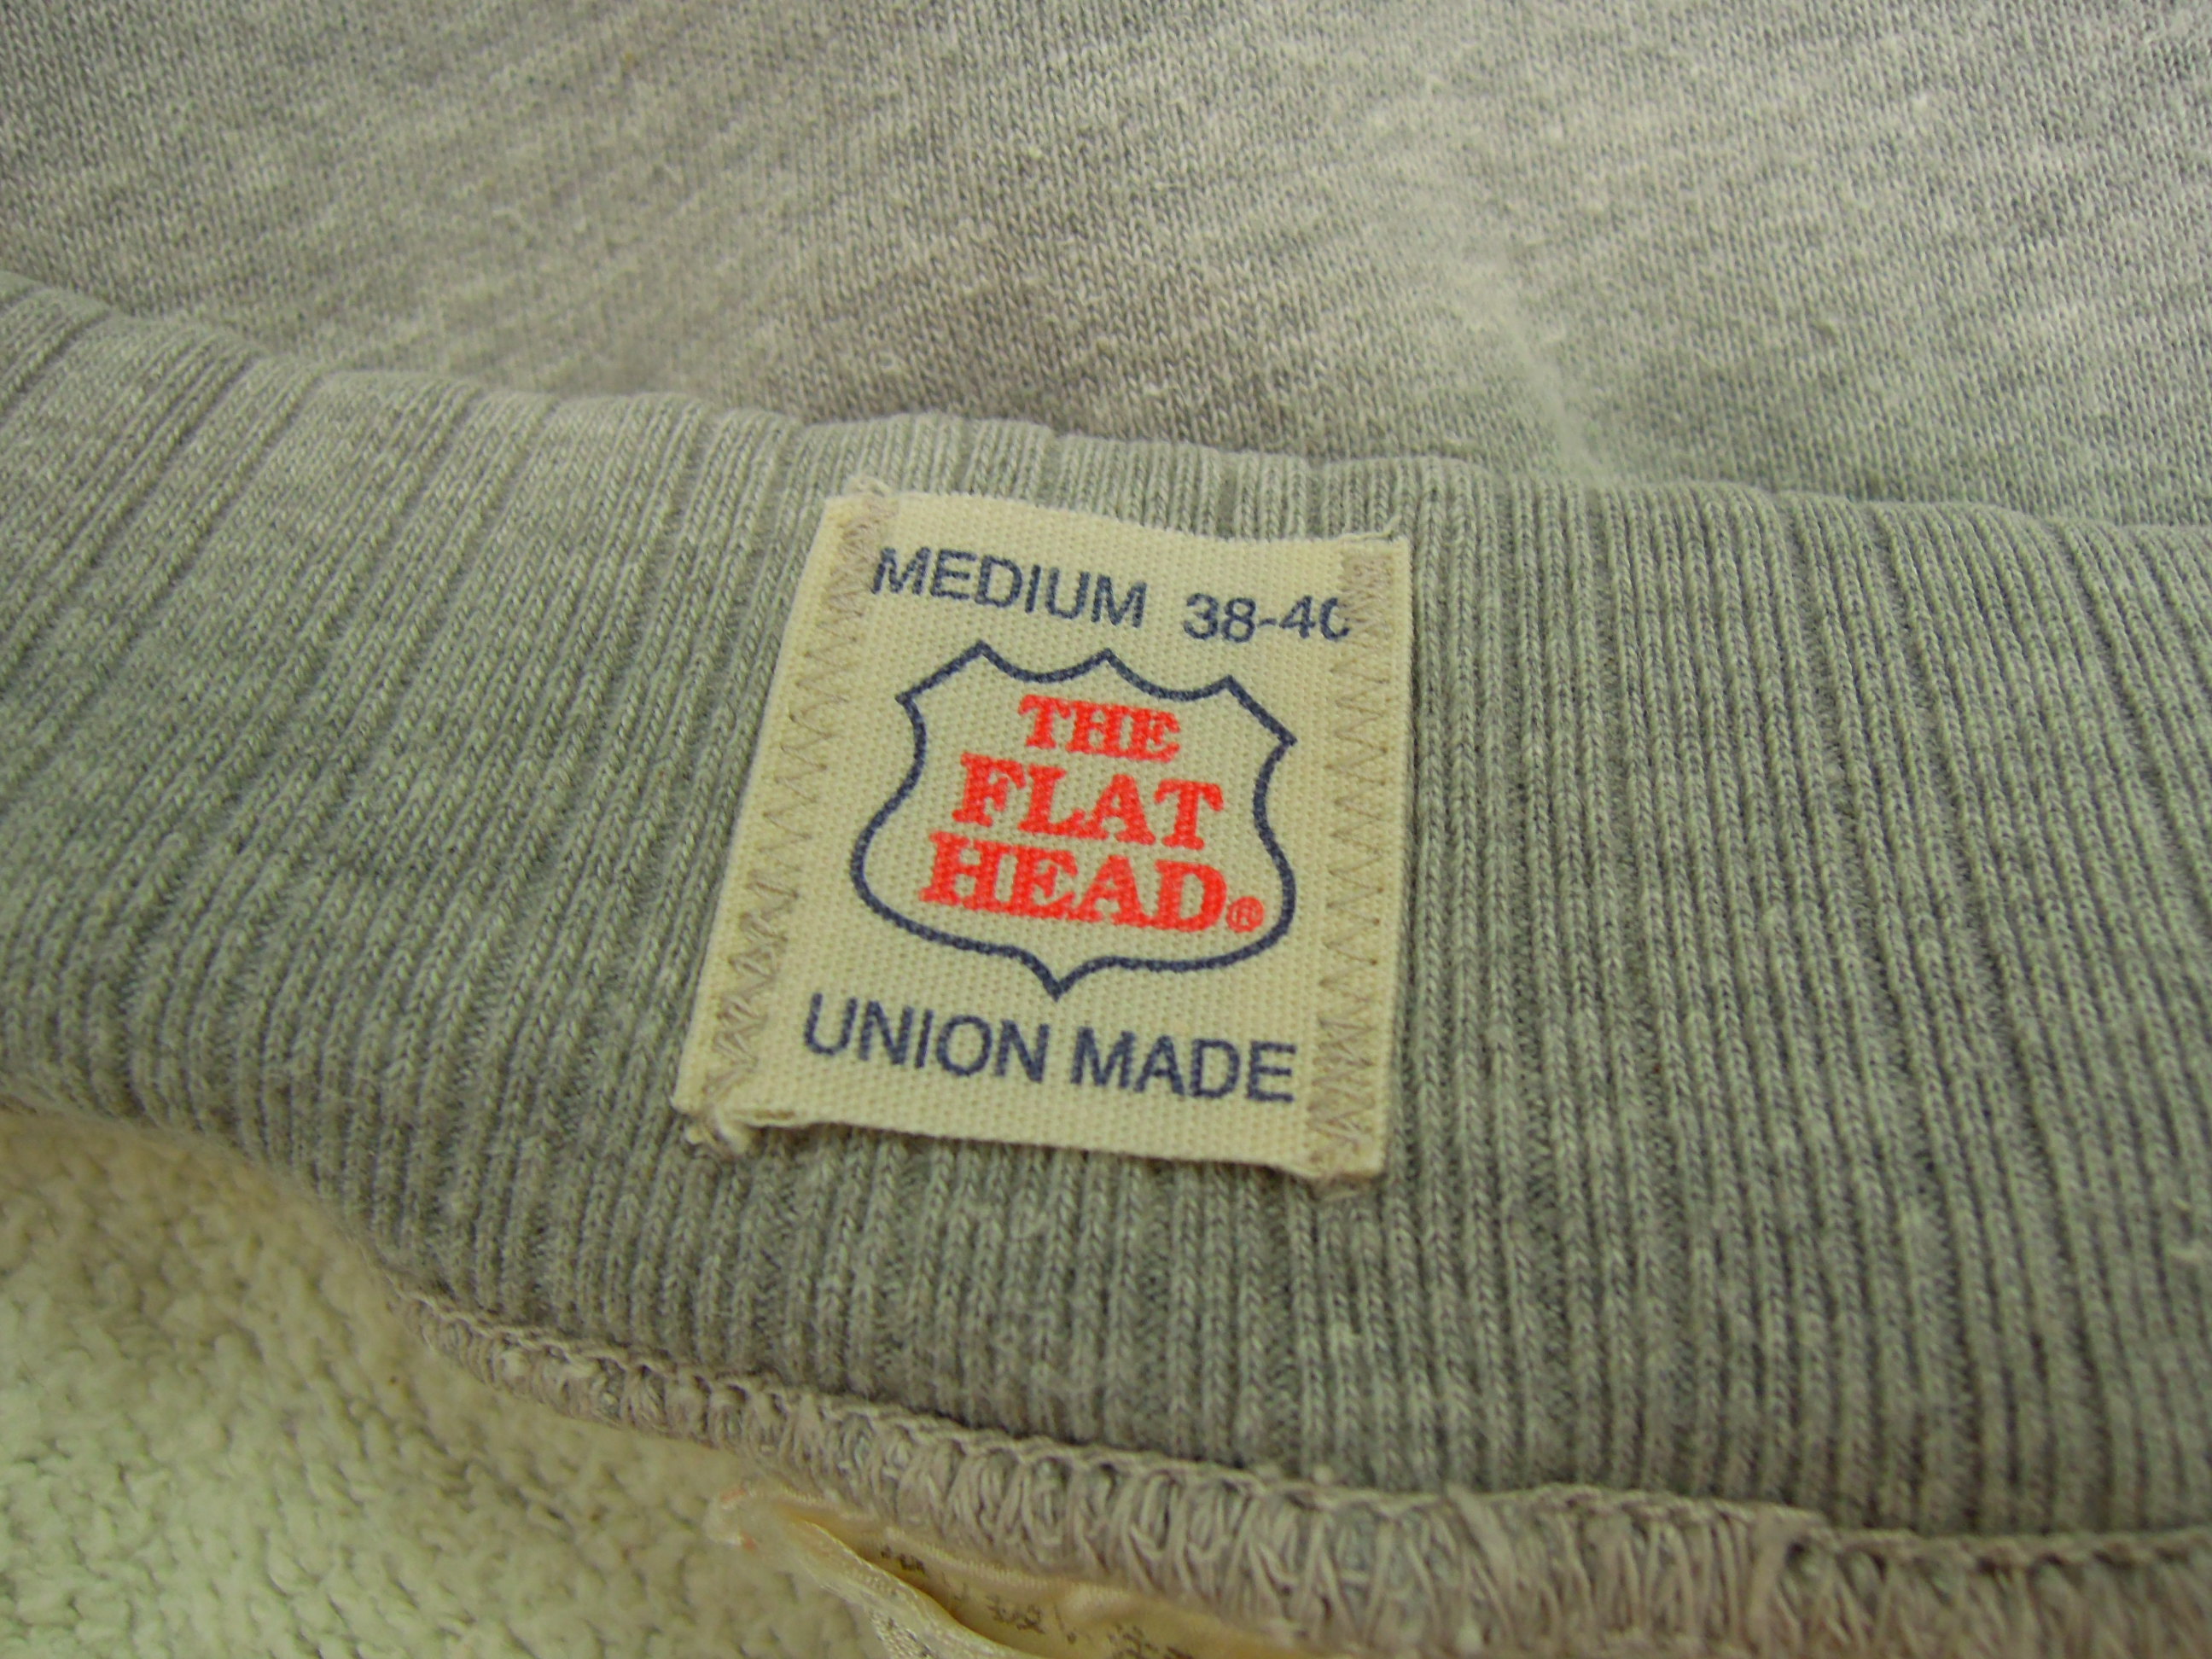 MEDIUM 38-40
THE
FLAT
HEAD®
UNION MADE